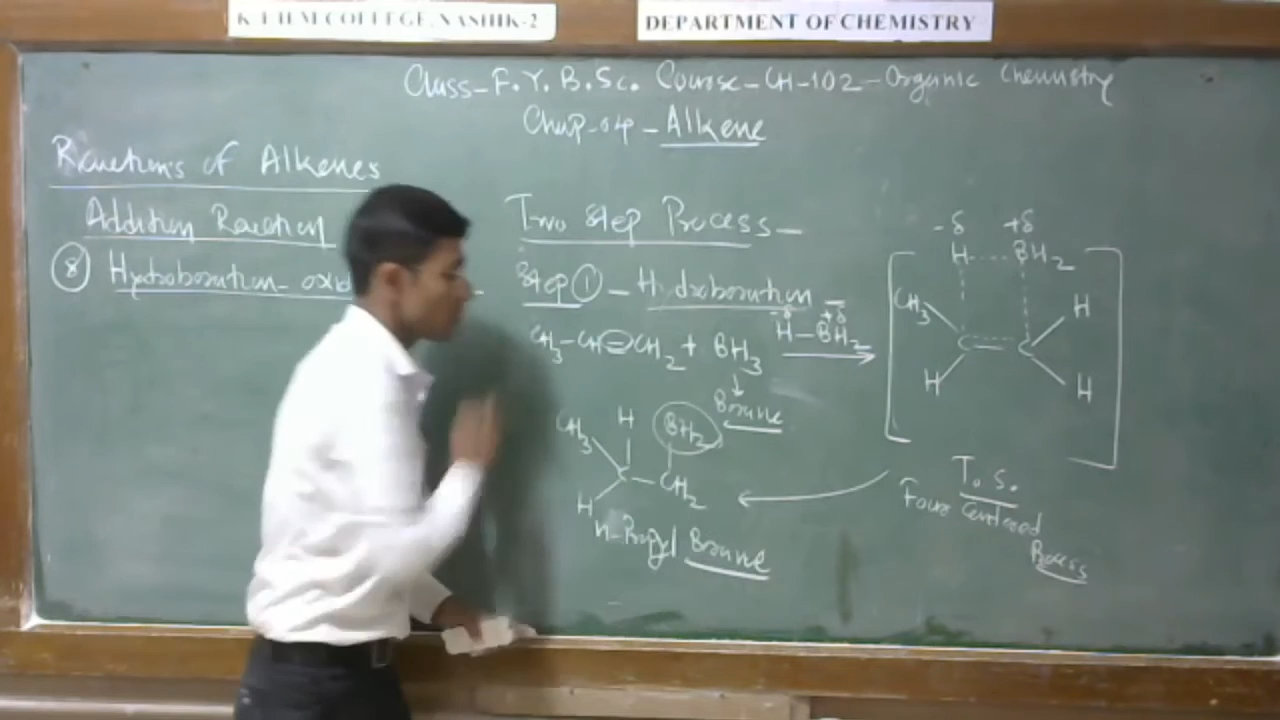 K.T.H.M. COLLEGE, NASHIK-2
DEPARTMENT OF CHEMISTRY
Class-F.Y.B.Sc. Course-CH-102-Organic Chemistry
Chap-04-Alkene
Reactions of Alkenes
Addition Reaction
⑧ Hydroboration-oxid
Two Step Process-
Step ① - Hydroboration -
CH3-CH=CH2 + BH3
-δ +δ
H-BH2
Borane
-δ +δ
H BH2
CH3 H
C C
H H
T.S.
Four Centered
Process
CH3 H BH2
C-CH2
H
n-Propyl Borane